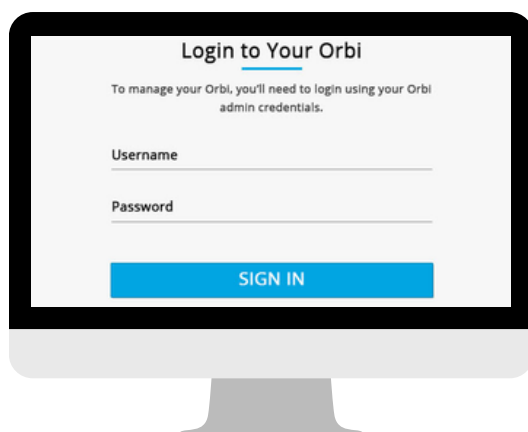 Login to Your Orbi
To manage your Orbi, you'll need to login using your Orbi
admin credentials.
Username
Password
SIGN IN